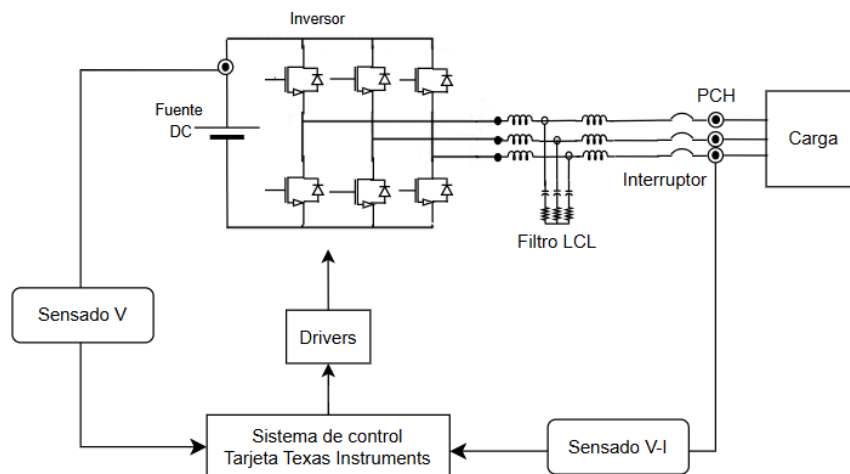 Inversor
Fuente
DC
PCH
Carga
Interruptor
Filtro LCL
Sensado V
Drivers
Sistema de control
Tarjeta Texas Instruments
Sensado V-I